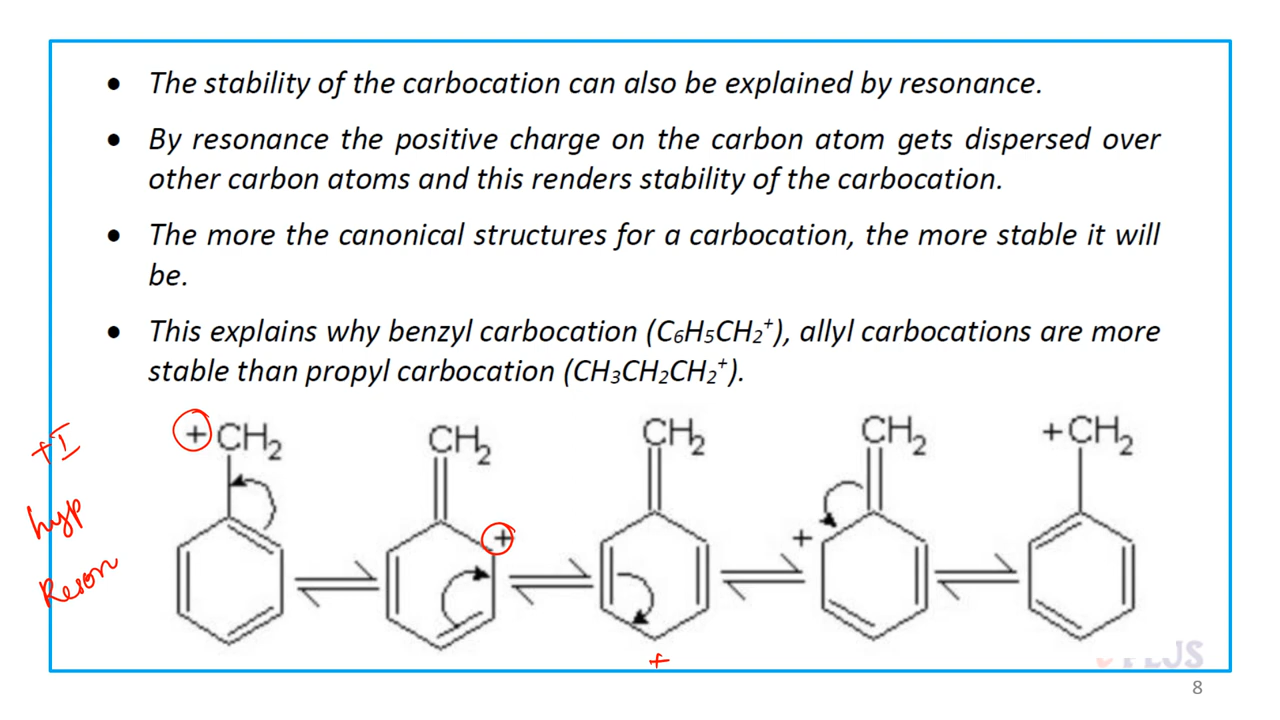 • The stability of the carbocation can also be explained by resonance.
• By resonance the positive charge on the carbon atom gets dispersed over
other carbon atoms and this renders stability of the carbocation.
• The more the canonical structures for a carbocation, the more stable it will
be.
• This explains why benzyl carbocation (C₆H₅CH₂⁺), allyl carbocations are more
stable than propyl carbocation (CH₃CH₂CH₂⁺).
+I
hyp
Reson
+CH₂ CH₂ CH₂ CH₂ +CH₂
+ +
+
8